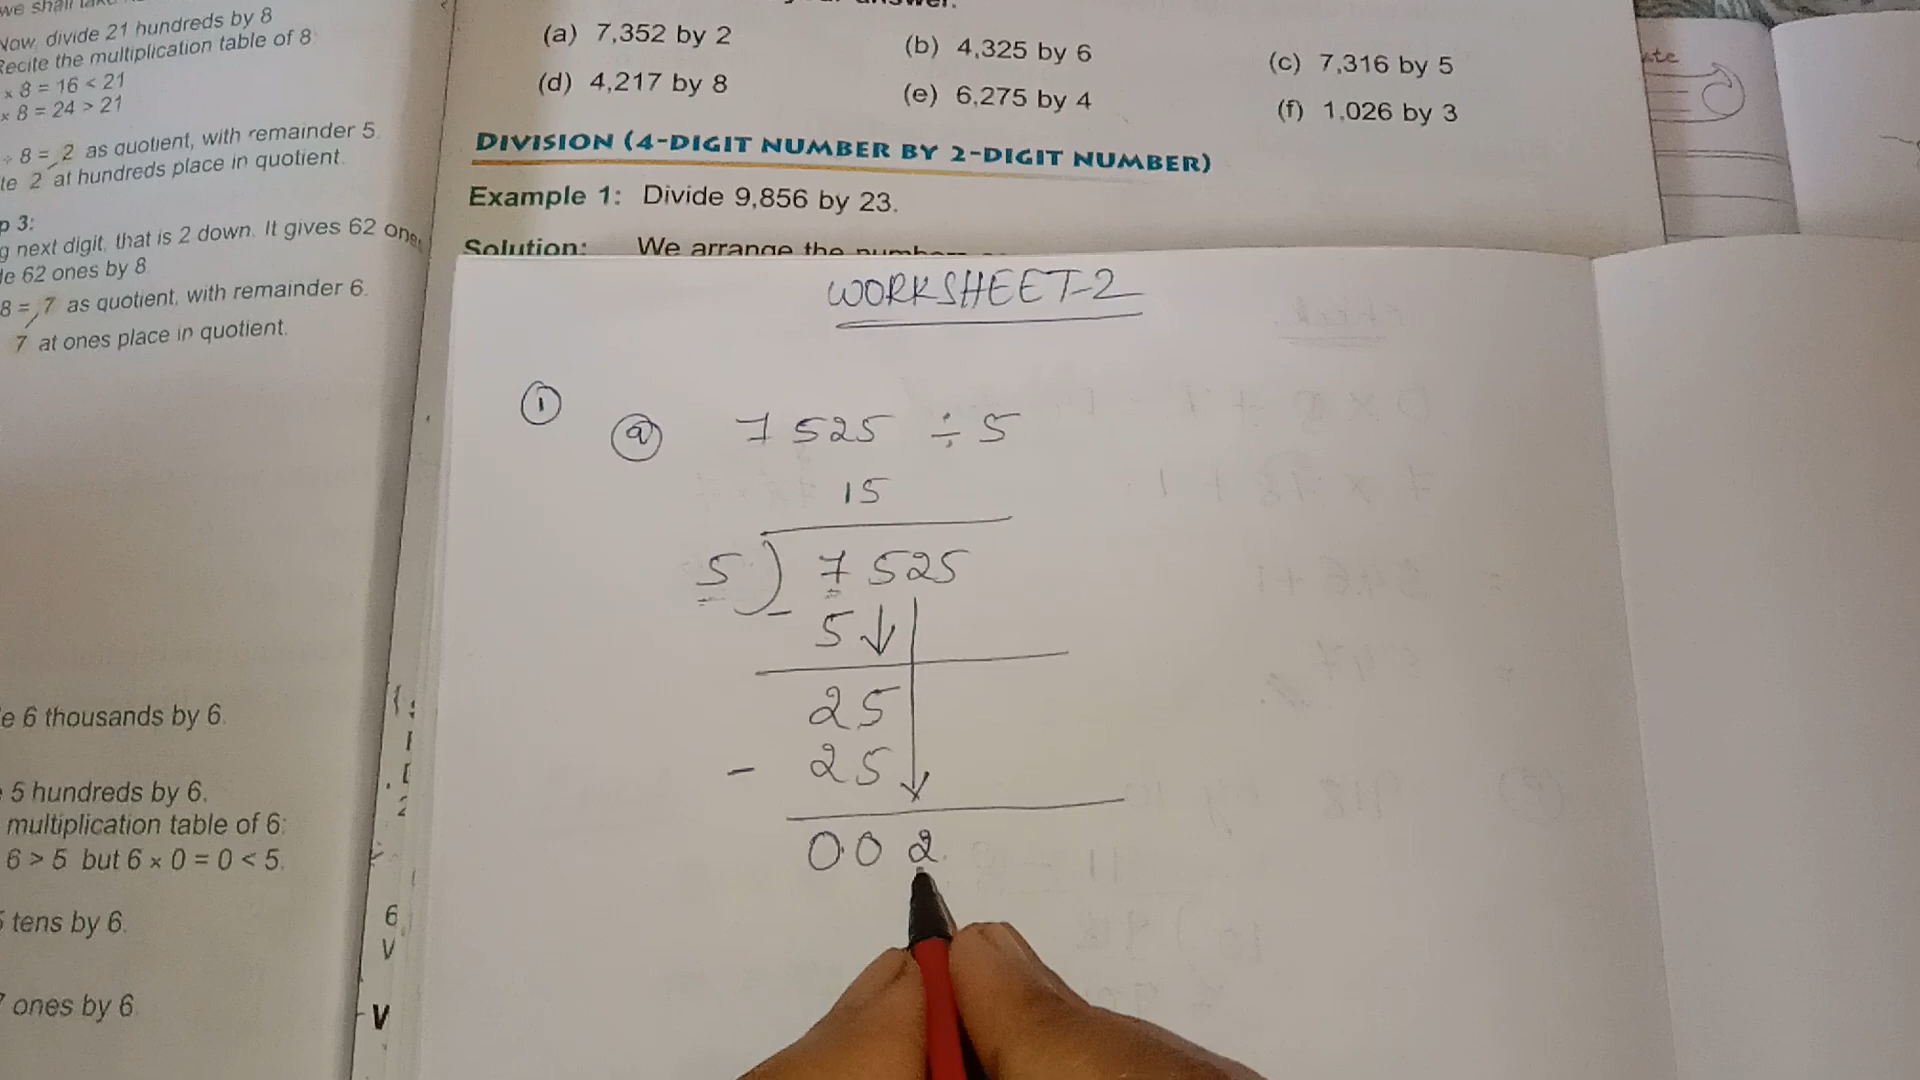 Now, divide 21 hundreds by 8
Recite the multiplication table of 8
× 8 = 16 < 21
× 8 = 24 > 21
÷ 8 = 2 as quotient, with remainder 5.
2 at hundreds place in quotient.
3:
next digit, that is 2 down. It gives 62 ones
62 ones by 8
8 = 7 as quotient, with remainder 6.
7 at ones place in quotient.
6 thousands by 6.
5 hundreds by 6.
multiplication table of 6:
6 > 5 but 6 × 0 = 0 < 5.
tens by 6.
ones by 6.
(a) 7,352 by 2
(b) 4,325 by 6
(c) 7,316 by 5
(d) 4,217 by 8
(e) 6,275 by 4
(f) 1,026 by 3
DIVISION (4-DIGIT NUMBER BY 2-DIGIT NUMBER)
Example 1: Divide 9,856 by 23.
Solution: We arrange the
WORKSHEET-2
1
a 7525 ÷ 5
15
5) 7525
5
25
- 25
002